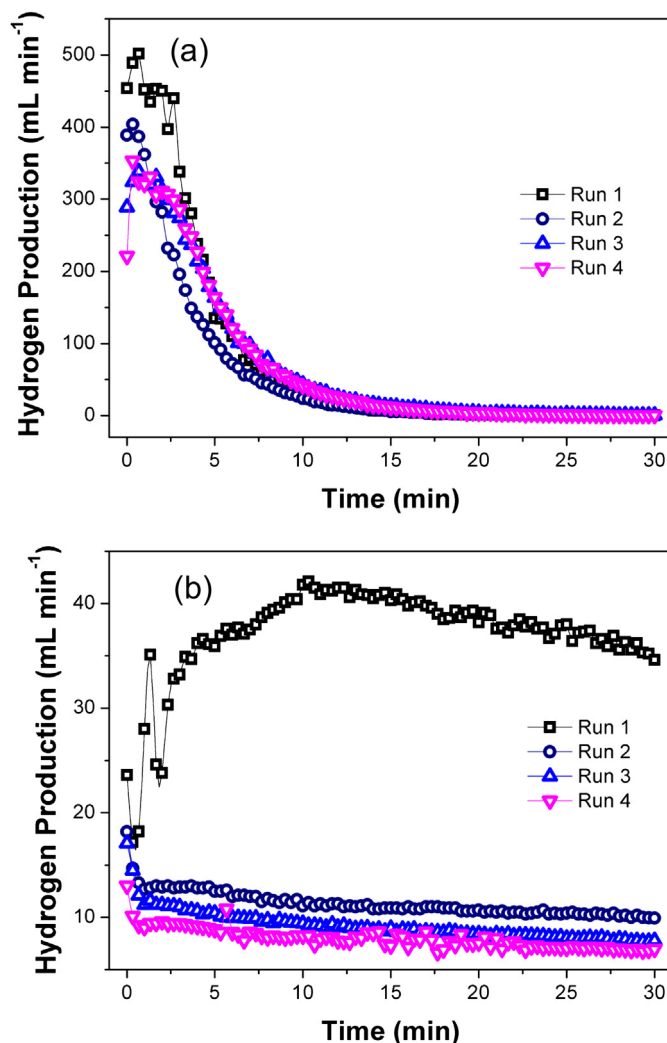 (a)
Hydrogen Production (mL min⁻¹)
500
400
300
200
100
0
Run 1
Run 2
Run 3
Run 4
0 5 10 15 20 25 30
Time (min)
(b)
Hydrogen Production (mL min⁻¹)
40
30
20
10
Run 1
Run 2
Run 3
Run 4
0 5 10 15 20 25 30
Time (min)